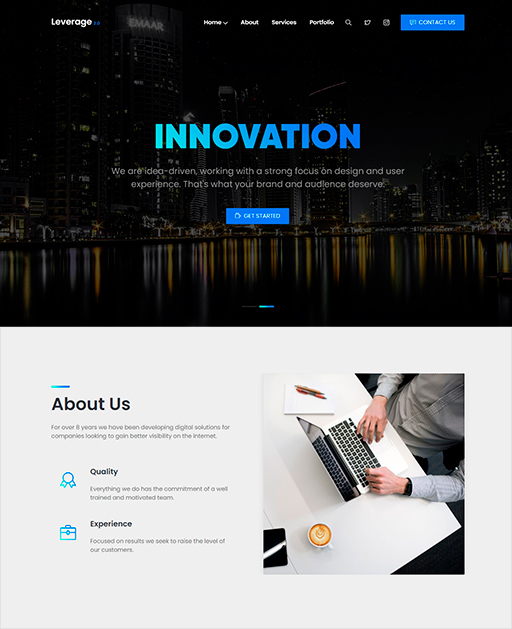 Leverage 2.0
Home About Services Portfolio CONTACT US
EMAAR
INNOVATION
We are idea-driven, working with a strong focus on design and user
experience. That's what your brand and audience deserve.
GET STARTED
About Us
For over 8 years we have been developing digital solutions for
companies looking to gain better visibility on the internet.
Quality
Everything we do has the commitment of a well
trained and motivated team.
Experience
Focused on results we seek to raise the level of
our customers.